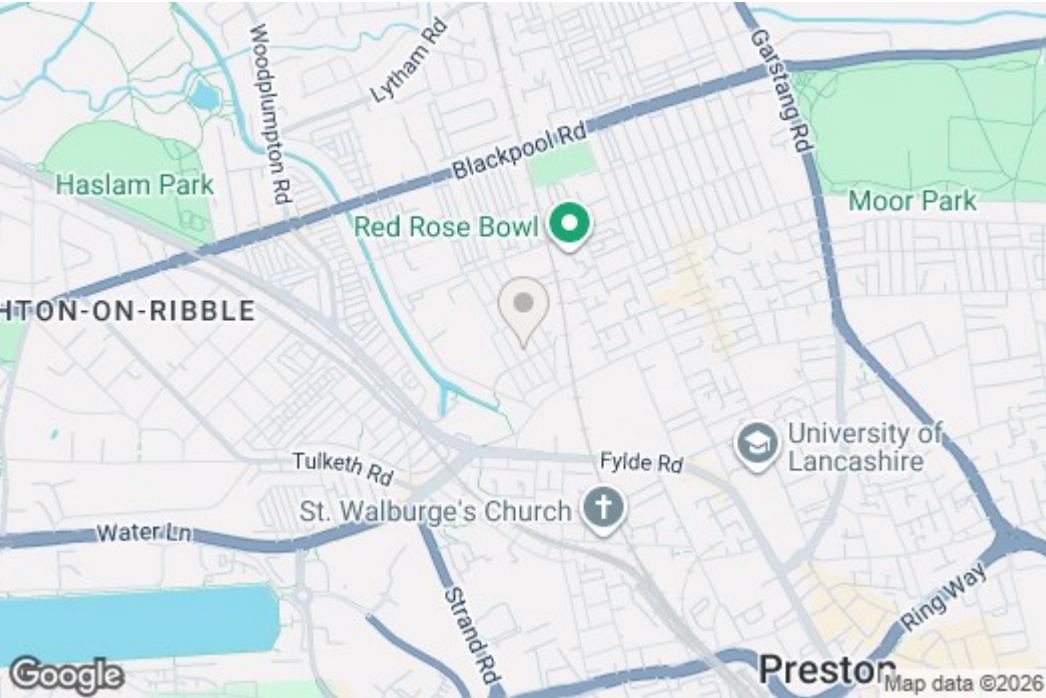 Woodplumpton Rd
Lytham Rd
Garstang Rd
Blackpool Rd
Haslam Park
Moor Park
Red Rose Bowl
HTON-ON-RIBBLE
University of
Lancashire
Tulketh Rd
Fylde Rd
St. Walburge's Church
Water Ln
Strand Rd
Ring Way
Preston
Google
Map data ©2026